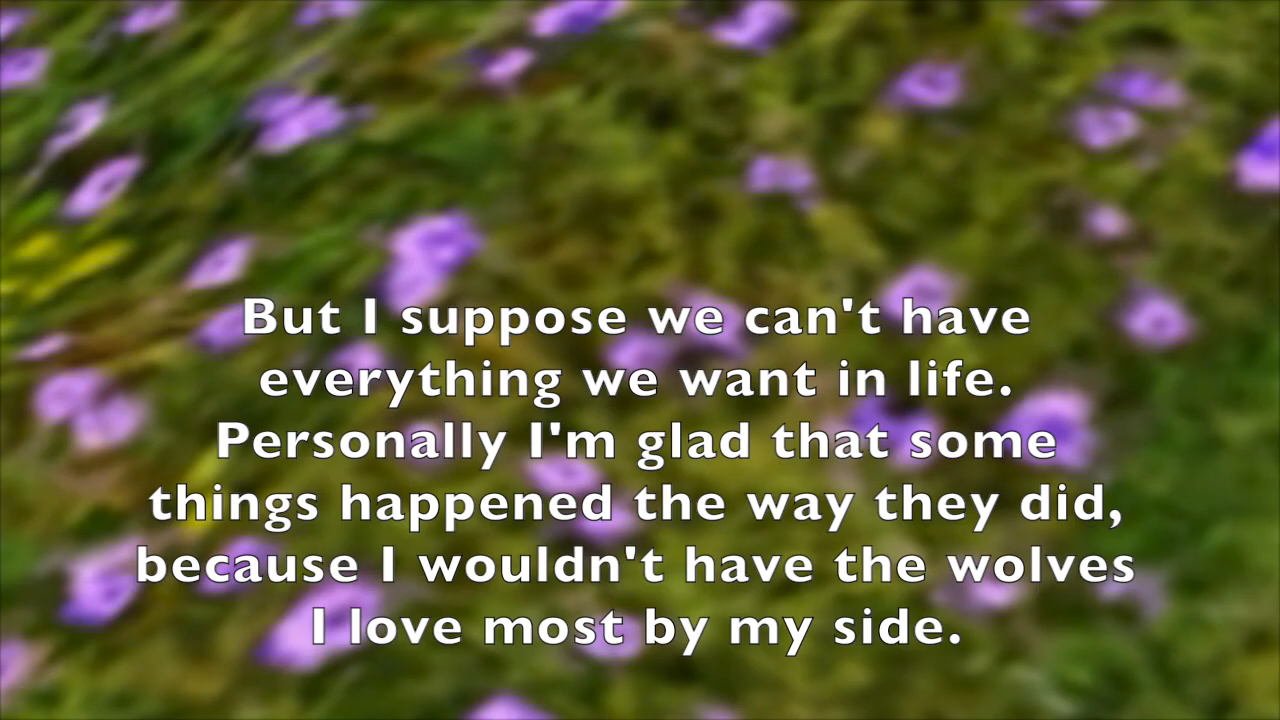 But I suppose we can't have
everything we want in life.
Personally I'm glad that some
things happened the way they did,
because I wouldn't have the wolves
I love most by my side.